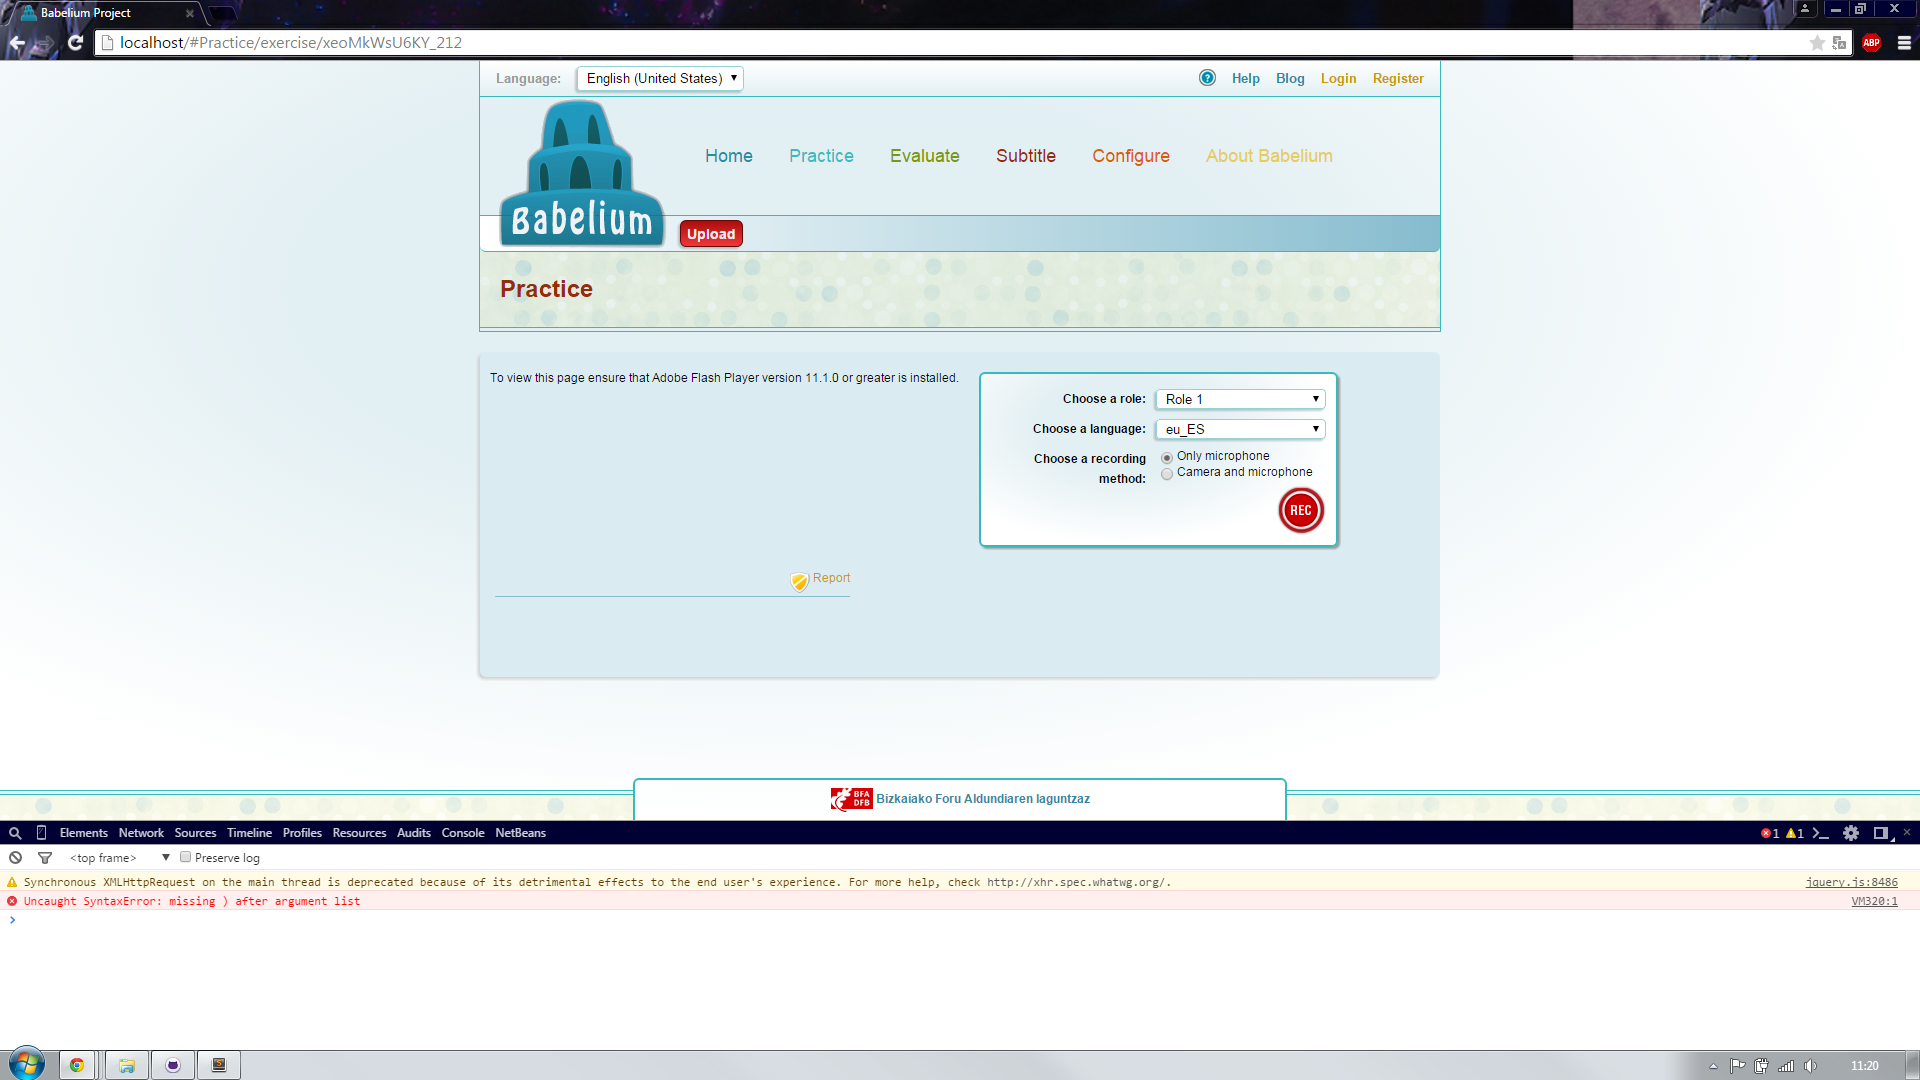 Babelium Project
localhost/#Practice/exercise/xeoMkWsU6KY_212
ABP
Language: English (United States) ? Help Blog Login Register
Babelium
Home Practice Evaluate Subtitle Configure About Babelium
Upload
Practice
To view this page ensure that Adobe Flash Player version 11.1.0 or greater is installed.
Choose a role: Role 1
Choose a language: eu_ES
Choose a recording method: Only microphone
Camera and microphone
REC
Report
BFA DFB Bizkaiako Foru Aldundiaren laguntzaz
Elements Network Sources Timeline Profiles Resources Audits Console NetBeans 1 1
<top frame> Preserve log
Synchronous XMLHttpRequest on the main thread is deprecated because of its detrimental effects to the end user's experience. For more help, check http://xhr.spec.whatwg.org/. jquery.js:8486
Uncaught SyntaxError: missing ) after argument list VM320:1
11:20